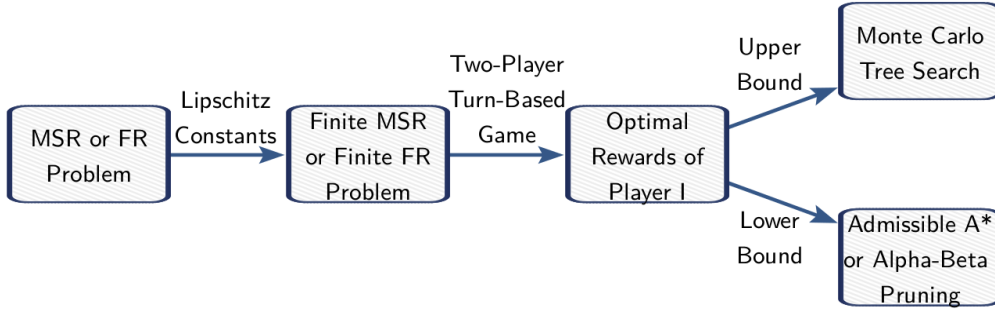 MSR or FR
Problem
Lipschitz
Constants
Finite MSR
or Finite FR
Problem
Two-Player
Turn-Based
Game
Optimal
Rewards of
Player I
Upper
Bound
Monte Carlo
Tree Search
Lower
Bound
Admissible A*
or Alpha-Beta
Pruning